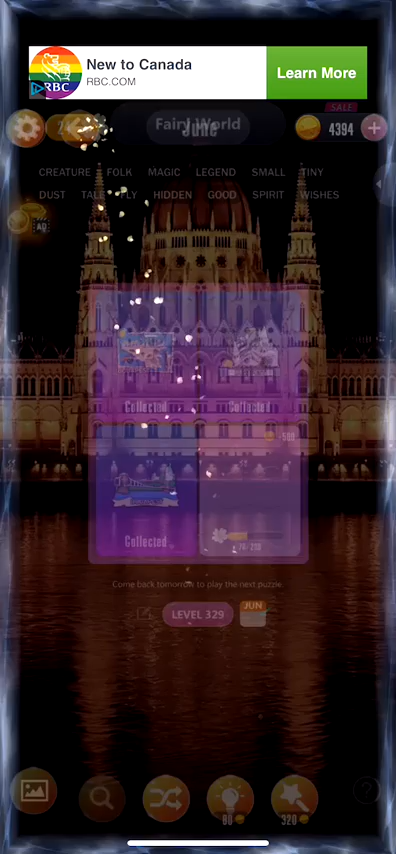 New to Canada
RBC.COM
RBC
Learn More
SALE
Fairy World
June
4394
CREATURE FOLK MAGIC LEGEND SMALL TINY
DUST TALE FLY HIDDEN GOOD SPIRIT WISHES
AD
Collected
Collected
Collected
Come back tomorrow to play the next puzzle.
LEVEL 329
JUN
80
320